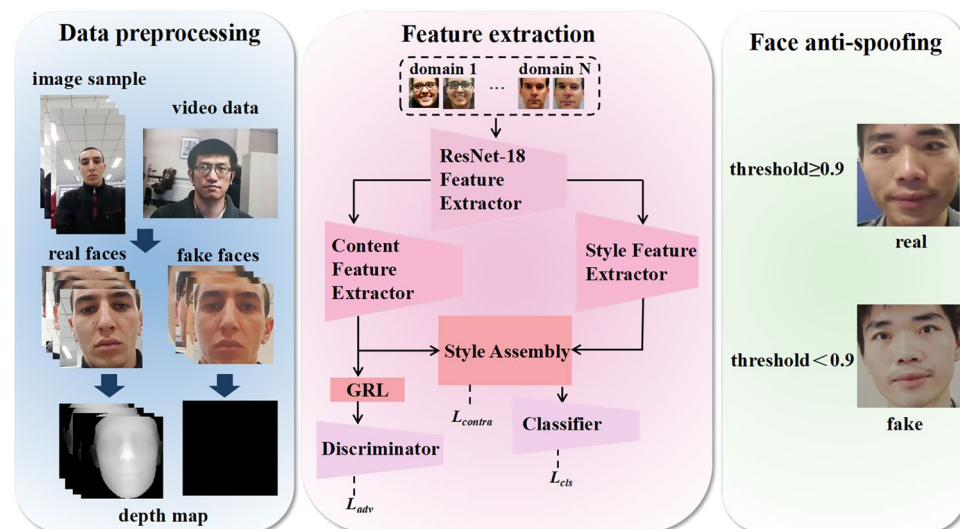 Data preprocessing
image sample
video data
real faces
fake faces
depth map
Feature extraction
domain 1
...
domain N
ResNet-18
Feature
Extractor
Content
Feature
Extractor
Style Feature
Extractor
Style Assembly
GRL
L_contra
Classifier
Discriminator
L_cls
L_adv
Face anti-spoofing
threshold≥0.9
real
threshold<0.9
fake